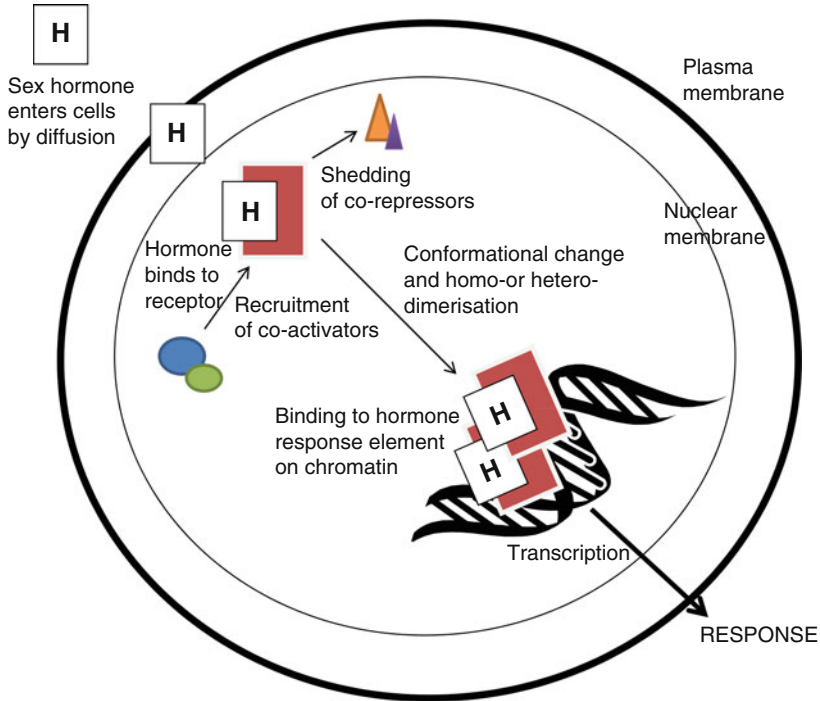 H
Sex hormone
enters cells
by diffusion
H
Plasma
membrane
Shedding
of co-repressors
H
Nuclear
membrane
Hormone
binds to
receptor
Conformational change
and homo-or hetero-
dimerisation
Recruitment
of co-activators
Binding to hormone
response element
on chromatin
H
H
Transcription
RESPONSE